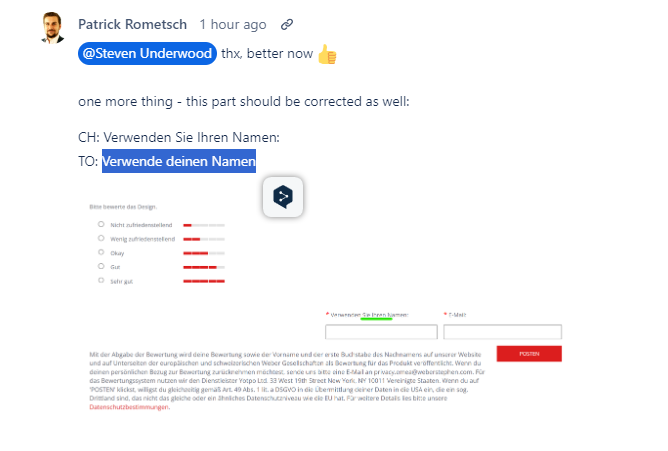 Patrick Rometsch 1 hour ago
@Steven Underwood thx, better now
one more thing - this part should be corrected as well:
CH: Verwenden Sie Ihren Namen:
TO: Verwende deinen Namen
Bitte bewerte das Design.
Nicht zufriedenstellend
Wenig zufriedenstellend
Okay
Gut
Sehr gut
* Verwenden Sie Ihren Namen: * E-Mail:
Mit der Abgabe der Bewertung wird deine Bewertung sowie der Vorname und der erste Buchstabe des Nachnamens auf unserer Website
und auf Unterseiten der europäischen und schweizerischen Weber Gesellschaften als Bewertung für das Produkt veröffentlicht. Wenn du
deinen persönlichen Bezug zur Bewertung zurücknehmen möchtest, sende uns bitte eine E-Mail an privacy.emea@weberstephen.com. Für
das Bewertungssystem nutzen wir den Dienstleister Yotpo Ltd. 33 West 19th Street New York, NY 10011 Vereinigte Staaten. Wenn du auf
"POSTEN" klickst, willigst du gleichzeitig gemäß Art. 49 Abs. 1 lit. a DSGVO in die Übermittlung deiner Daten in die USA ein, die ein sog.
Drittland sind, das nicht das gleiche oder ein ähnliches Datenschutzniveau wie die EU hat. Für weitere Details lies bitte unsere
Datenschutzbestimmungen.
POSTEN